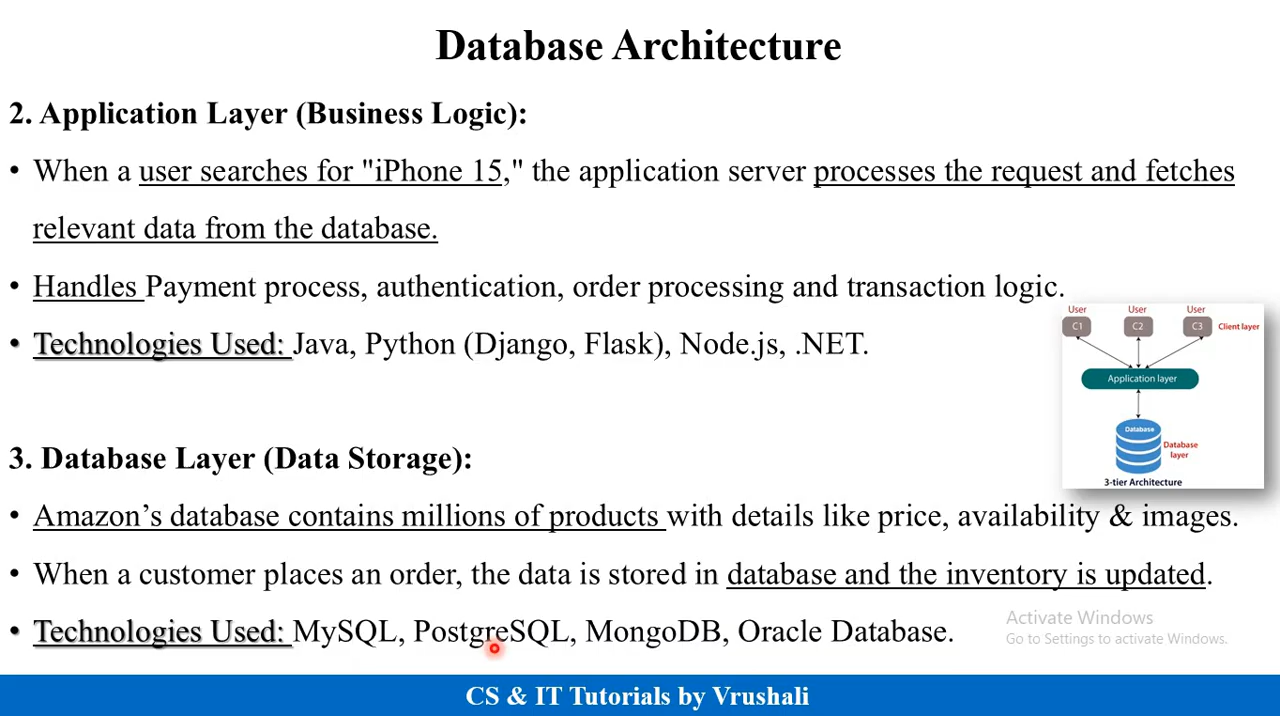 Database Architecture
2. Application Layer (Business Logic):
• When a user searches for "iPhone 15," the application server processes the request and fetches
relevant data from the database.
• Handles Payment process, authentication, order processing and transaction logic.
• Technologies Used: Java, Python (Django, Flask), Node.js, .NET.
User User User
C1 C2 C3 Client layer
Application layer
Database
Database
layer
3-tier Architecture
3. Database Layer (Data Storage):
• Amazon’s database contains millions of products with details like price, availability & images.
• When a customer places an order, the data is stored in database and the inventory is updated.
• Technologies Used: MySQL, PostgreSQL, MongoDB, Oracle Database.
Activate Windows
Go to Settings to activate Windows.
CS & IT Tutorials by Vrushali